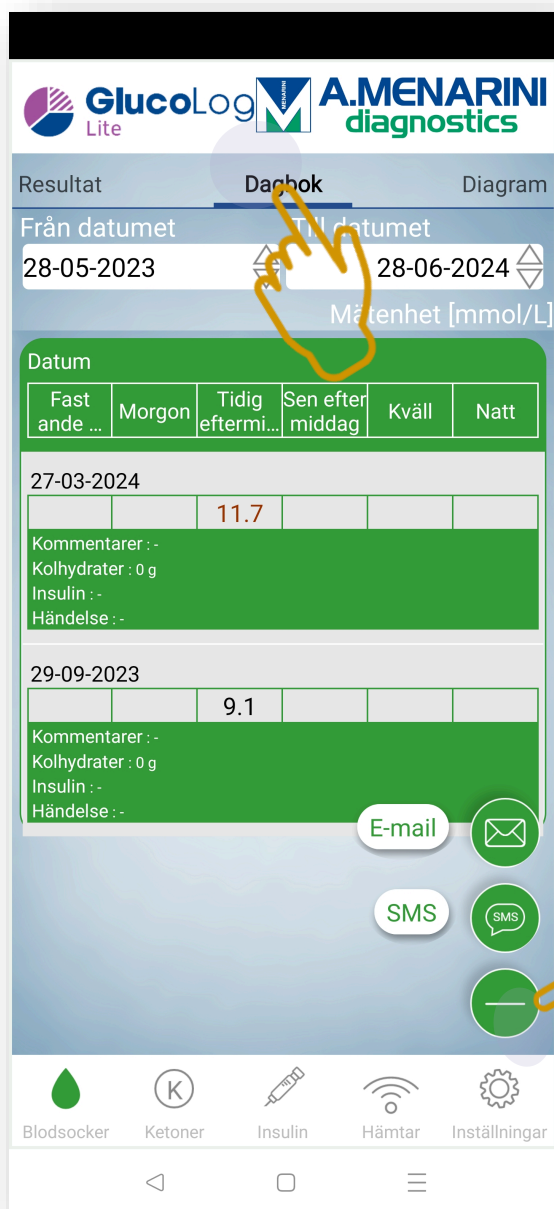 GlucoLog
Lite
MENARINI
A.MENARINI
diagnostics
Resultat Dagbok Diagram
Från datumet Till datumet
28-05-2023 28-06-2024
Mätenhet [mmol/L]
Datum
Fast
ande ...
Morgon
Tidig
eftermi...
Sen efter
middag
Kväll
Natt
27-03-2024
11.7
Kommentarer : -
Kolhydrater : 0 g
Insulin : -
Händelse : -
29-09-2023
9.1
Kommentarer : -
Kolhydrater : 0 g
Insulin : -
Händelse : -
E-mail
SMS SMS
K
Blodsocker Ketoner Insulin Hämtar Inställningar